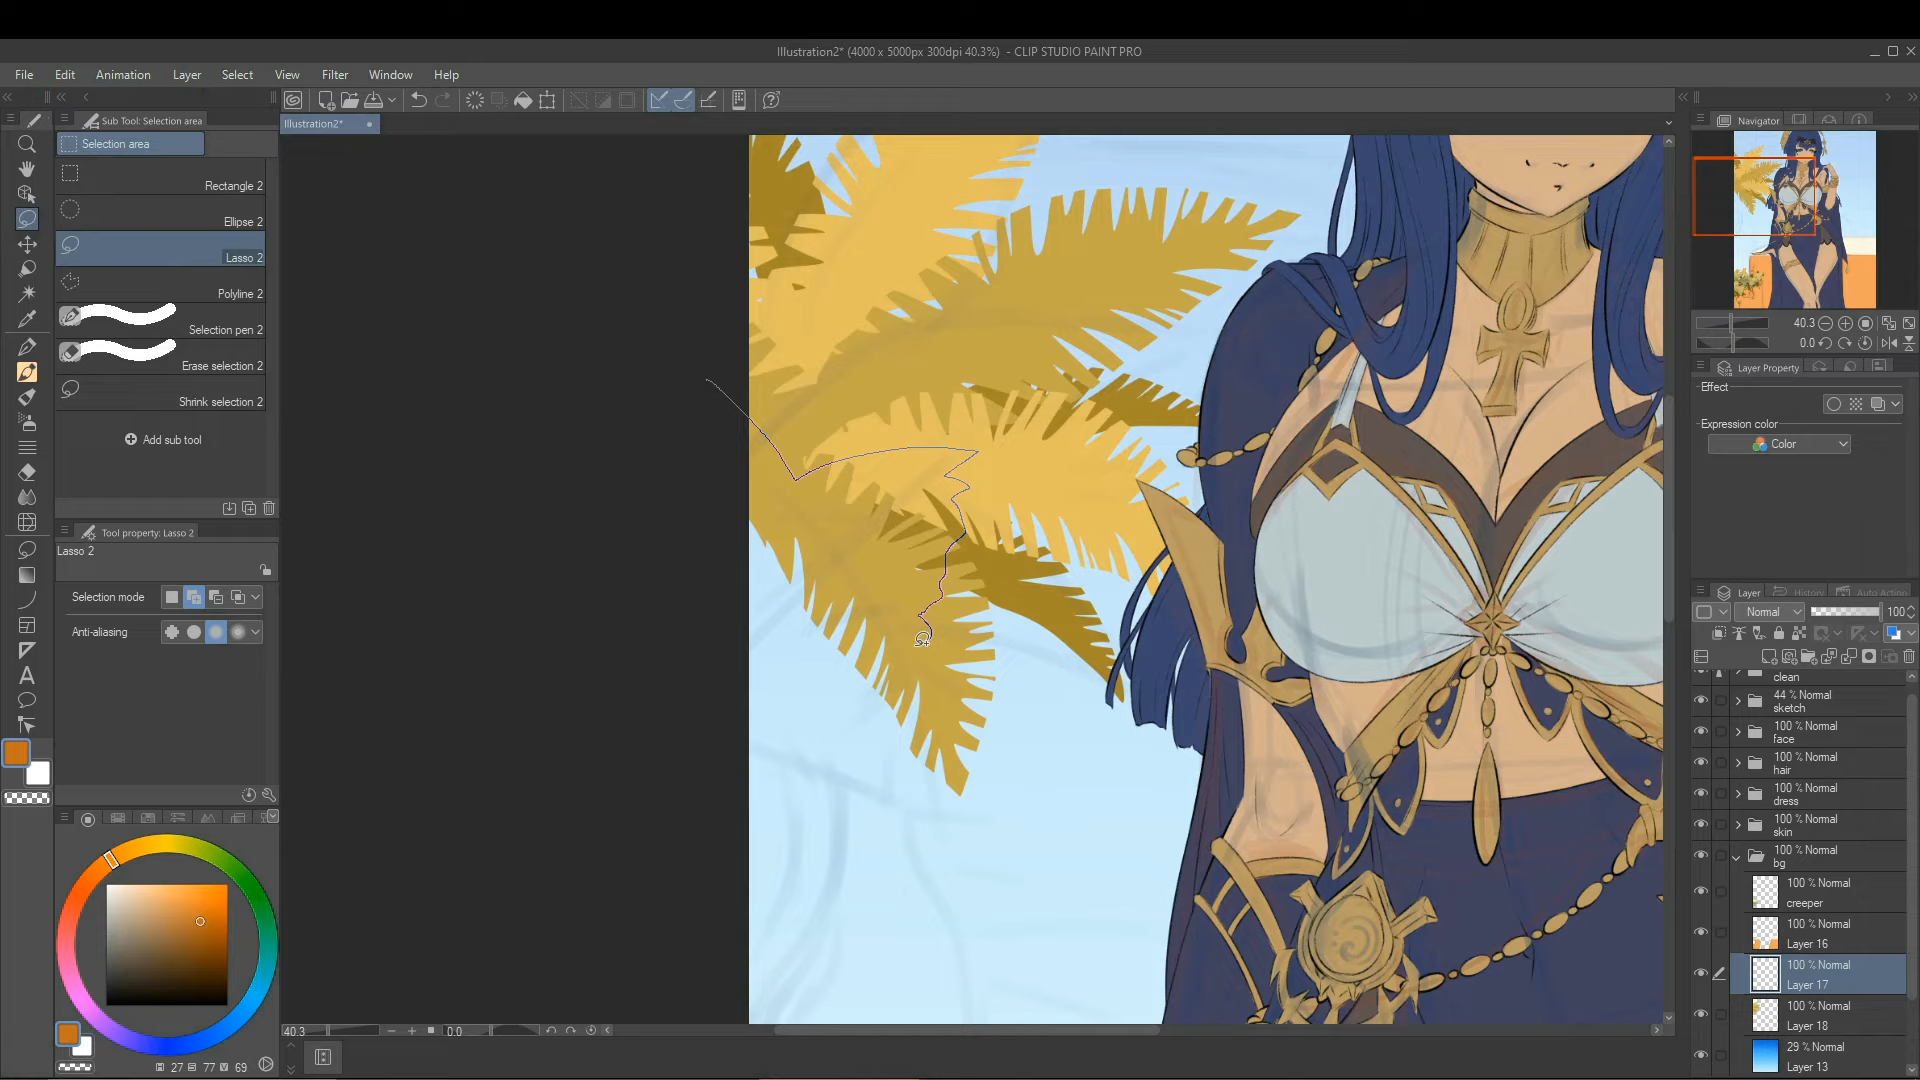 Illustration2* (4000 x 5000px 300dpi 40.3%) - CLIP STUDIO PAINT PRO
File Edit Animation Layer Select View Filter Window Help
Sub Tool: Selection area
Illustration2*
Navigator
Selection area
Rectangle 2
Ellipse 2
Lasso 2
Polyline 2
Selection pen 2
Erase selection 2
Shrink selection 2
Add sub tool
40.3
0.0
Layer Property
Effect
Expression color
Color
Tool property: Lasso 2
Lasso 2
Selection mode
Anti-aliasing
Layer History Auto Action
Normal 100
clean
44 % Normal
sketch
100 % Normal
face
100 % Normal
hair
100 % Normal
dress
100 % Normal
skin
100 % Normal
bg
100 % Normal
creeper
100 % Normal
Layer 16
100 % Normal
Layer 17
100 % Normal
Layer 18
29 % Normal
Layer 13
40.3 0.0
H 27 S 77 V 69